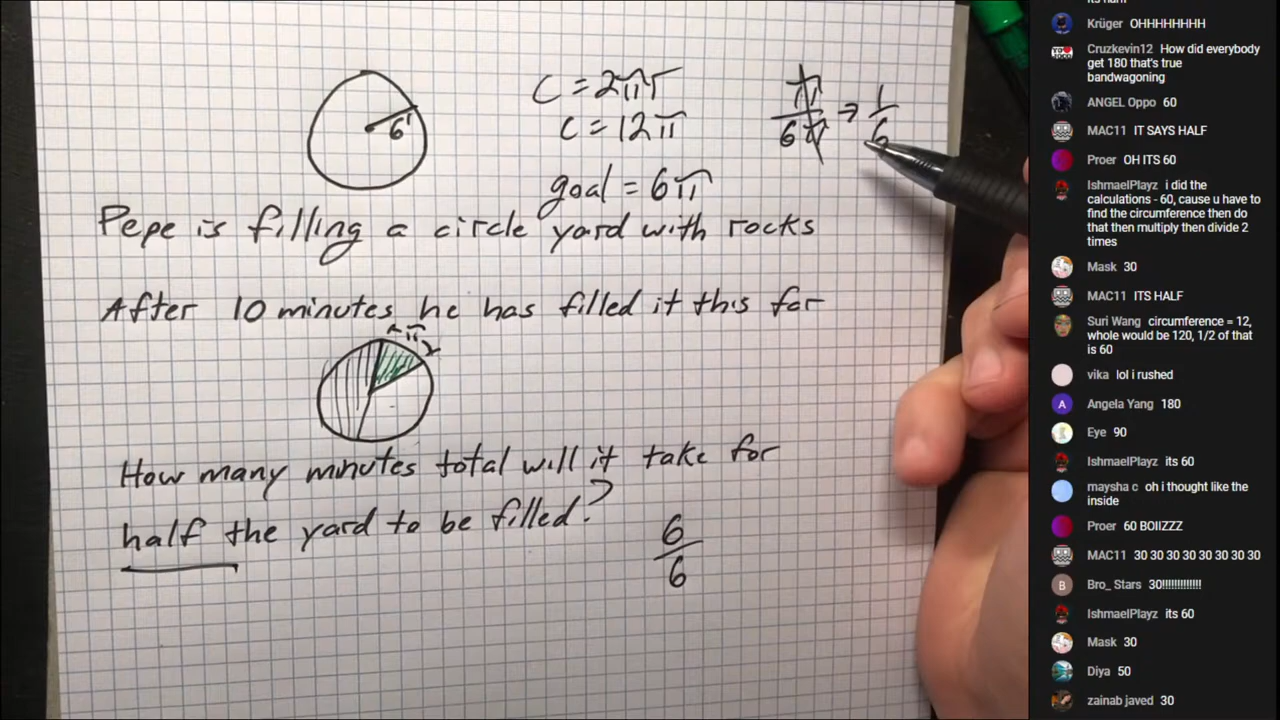 6'
C = 2πr
C = 12π
goal = 6π
π
6π → 1
6
Pepe is filling a circle yard with rocks
After 10 minutes he has filled it this far
π
How many minutes total will it take for
half the yard to be filled?
6
6
its half
Krüger OHHHHHHHH
Cruzkevin12 How did everybody
get 180 that's true
bandwagoning
ANGEL Oppo 60
MAC11 IT SAYS HALF
Proer OH ITS 60
IshmaelPlayz i did the
calculations - 60, cause u have to
find the circumference then do
that then multiply then divide 2
times
Mask 30
MAC11 ITS HALF
Suri Wang circumference = 12,
whole would be 120, 1/2 of that
is 60
vika lol i rushed
A
Angela Yang 180
Eye 90
IshmaelPlayz its 60
maysha c oh i thought like the
inside
Proer 60 BOIIZZZ
MAC11 30 30 30 30 30 30 30 30
B
Bro_ Stars 30!!!!!!!!!!!!!
IshmaelPlayz its 60
Mask 30
Diya 50
zainab javed 30